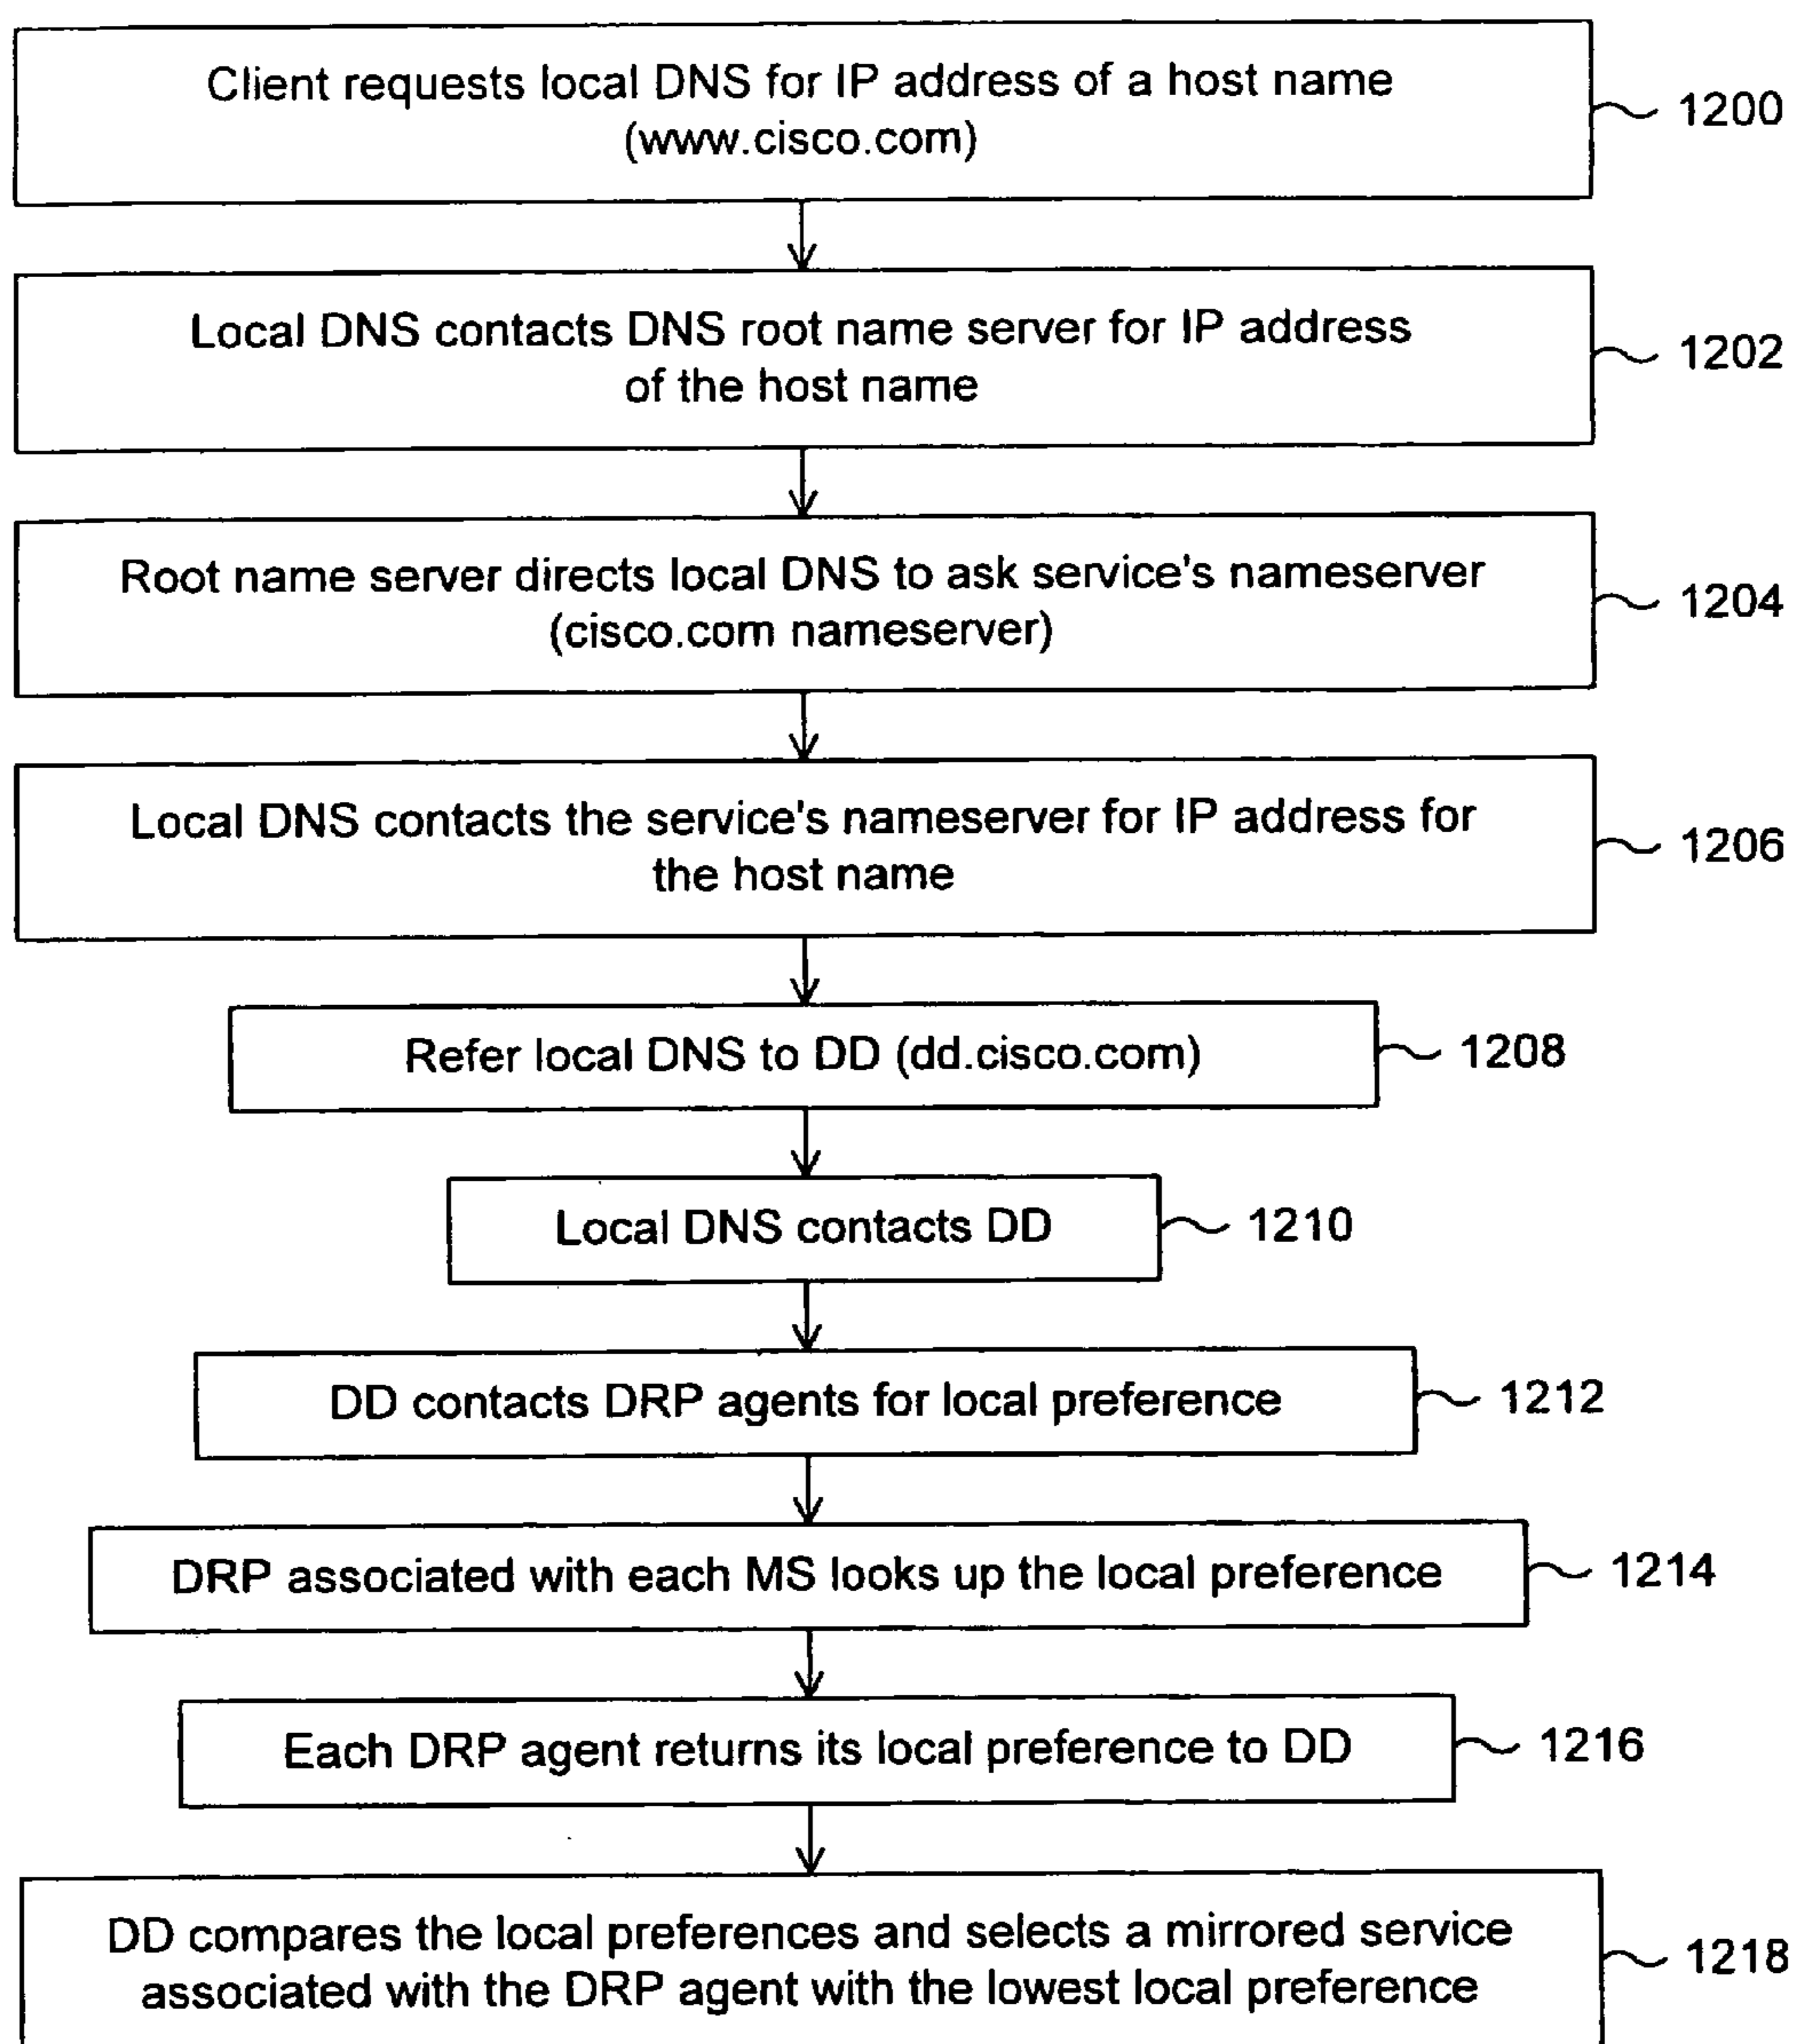 Client requests local DNS for IP address of a host name
(www.cisco.com)
1200
Local DNS contacts DNS root name server for IP address
of the host name
1202
Root name server directs local DNS to ask service's nameserver
(cisco.com nameserver)
1204
Local DNS contacts the service's nameserver for IP address for
the host name
1206
Refer local DNS to DD (dd.cisco.com)
1208
Local DNS contacts DD
1210
DD contacts DRP agents for local preference
1212
DRP associated with each MS looks up the local preference
1214
Each DRP agent returns its local preference to DD
1216
DD compares the local preferences and selects a mirrored service
associated with the DRP agent with the lowest local preference
1218